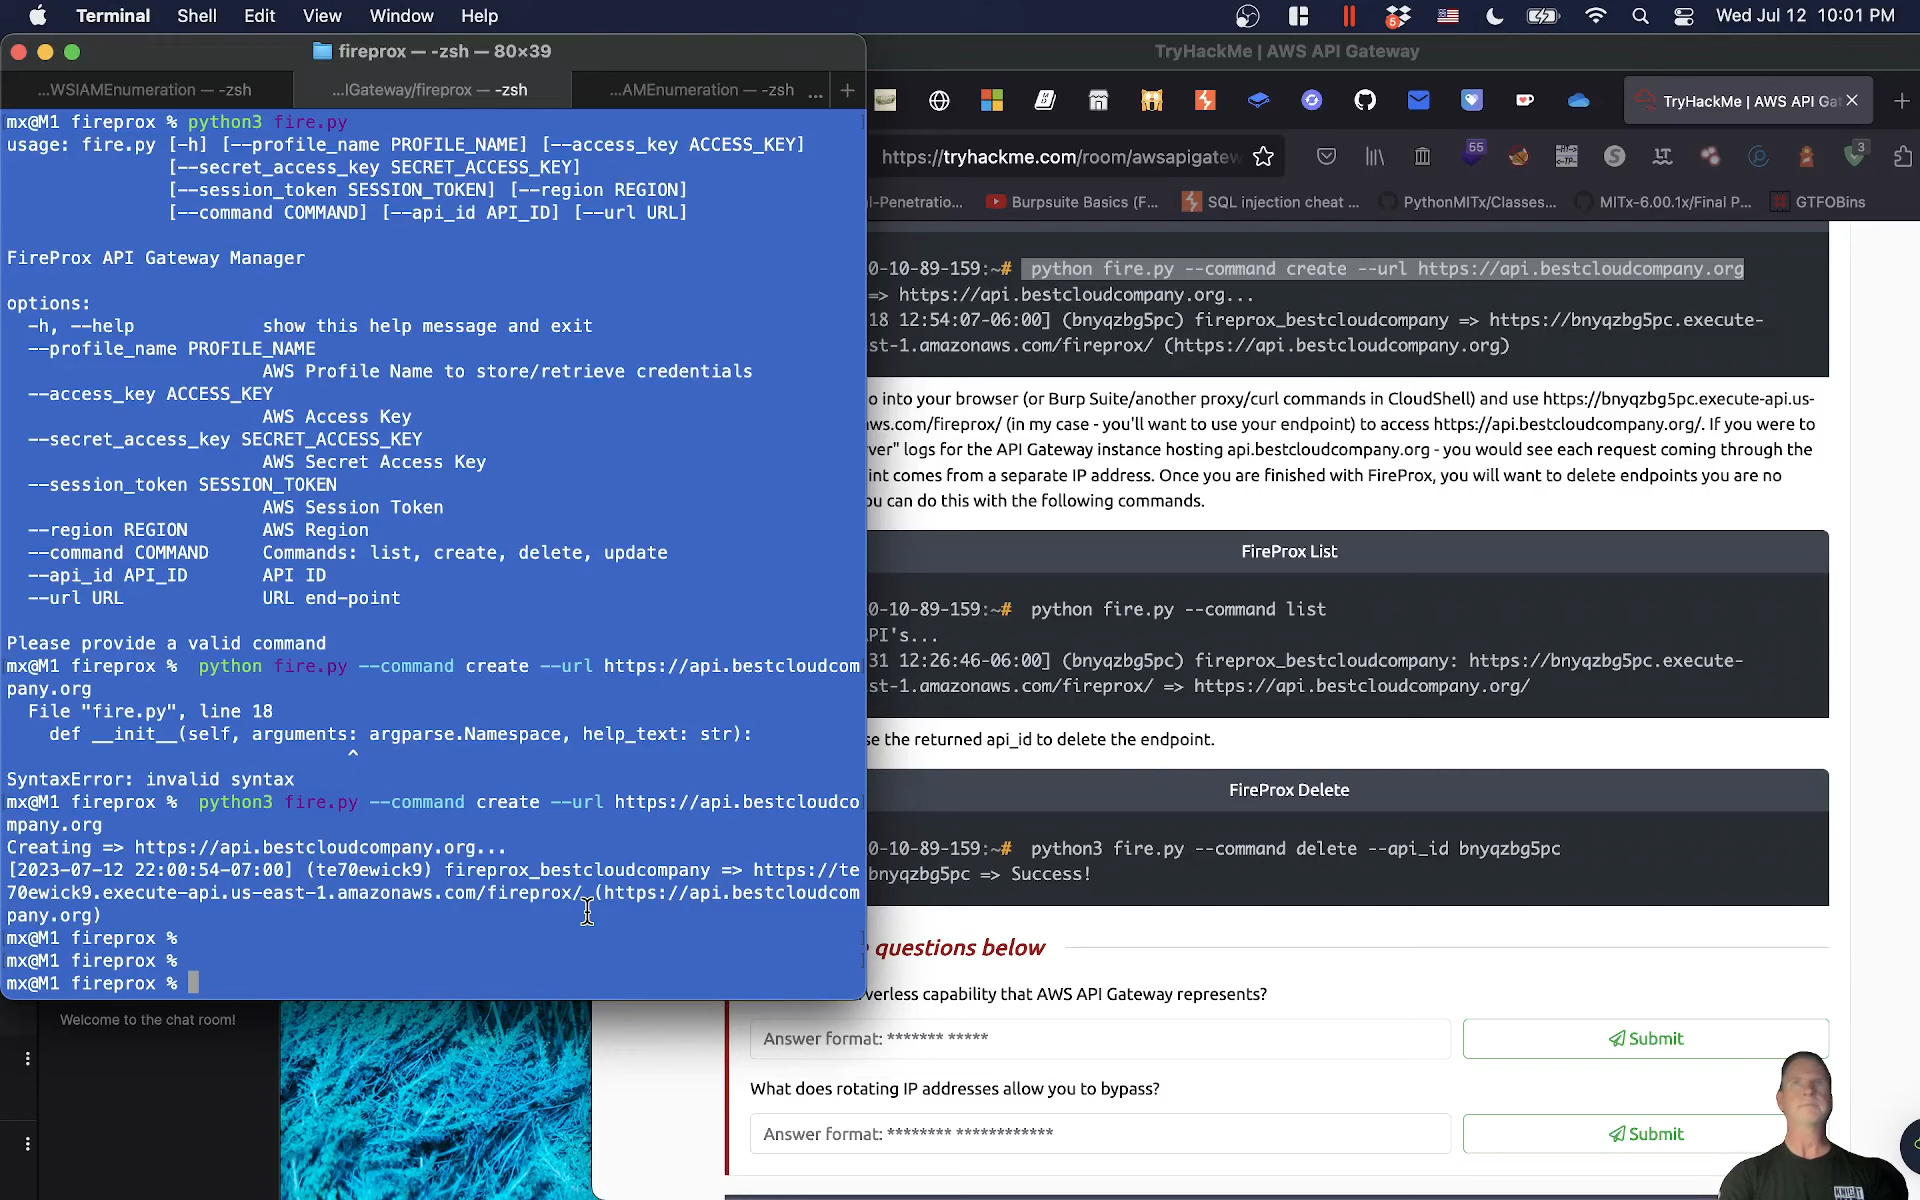 Terminal Shell Edit View Window Help
5
Wed Jul 12 10:01 PM
fireprox — -zsh — 80×39
TryHackMe | AWS API Gateway
...WSIAMEnumeration — -zsh
...IGateway/fireprox — -zsh
...AMEnumeration — -zsh ...
+
TryHackMe | AWS API Gat
https://tryhackme.com/room/awsapigatew
55
3
l-Penetratio...
Burpsuite Basics (F...
SQL injection cheat ...
PythonMITx/Classes...
MITx-6.00.1x/Final P...
GTFOBins
mx@M1 fireprox % python3 fire.py
usage: fire.py [-h] [--profile_name PROFILE_NAME] [--access_key ACCESS_KEY]
[--secret_access_key SECRET_ACCESS_KEY]
[--session_token SESSION_TOKEN] [--region REGION]
[--command COMMAND] [--api_id API_ID] [--url URL]
FireProx API Gateway Manager
options:
-h, --help show this help message and exit
--profile_name PROFILE_NAME
AWS Profile Name to store/retrieve credentials
--access_key ACCESS_KEY
AWS Access Key
--secret_access_key SECRET_ACCESS_KEY
AWS Secret Access Key
--session_token SESSION_TOKEN
AWS Session Token
--region REGION AWS Region
--command COMMAND Commands: list, create, delete, update
--api_id API_ID API ID
--url URL URL end-point
Please provide a valid command
mx@M1 fireprox % python fire.py --command create --url https://api.bestcloudcom
pany.org
File "fire.py", line 18
def __init__(self, arguments: argparse.Namespace, help_text: str):
^
SyntaxError: invalid syntax
mx@M1 fireprox % python3 fire.py --command create --url https://api.bestcloudco
mpany.org
Creating => https://api.bestcloudcompany.org...
[2023-07-12 22:00:54-07:00] (te70ewick9) fireprox_bestcloudcompany => https://te
70ewick9.execute-api.us-east-1.amazonaws.com/fireprox/ (https://api.bestcloudcom
pany.org)
mx@M1 fireprox %
mx@M1 fireprox %
mx@M1 fireprox %
Welcome to the chat room!
0-10-89-159:~# python fire.py --command create --url https://api.bestcloudcompany.org
=> https://api.bestcloudcompany.org...
18 12:54:07-06:00] (bnyqzbg5pc) fireprox_bestcloudcompany => https://bnyqzbg5pc.execute-
st-1.amazonaws.com/fireprox/ (https://api.bestcloudcompany.org)
o into your browser (or Burp Suite/another proxy/curl commands in CloudShell) and use https://bnyqzbg5pc.execute-api.us-
ws.com/fireprox/ (in my case - you'll want to use your endpoint) to access https://api.bestcloudcompany.org/. If you were to
ver" logs for the API Gateway instance hosting api.bestcloudcompany.org - you would see each request coming through the
int comes from a separate IP address. Once you are finished with FireProx, you will want to delete endpoints you are no
ou can do this with the following commands.
FireProx List
0-10-89-159:~# python fire.py --command list
PI's...
31 12:26:46-06:00] (bnyqzbg5pc) fireprox_bestcloudcompany: https://bnyqzbg5pc.execute-
st-1.amazonaws.com/fireprox/ => https://api.bestcloudcompany.org/
se the returned api_id to delete the endpoint.
FireProx Delete
0-10-89-159:~# python3 fire.py --command delete --api_id bnyqzbg5pc
bnyqzbg5pc => Success!
questions below
verless capability that AWS API Gateway represents?
Answer format: ******* *****
Submit
What does rotating IP addresses allow you to bypass?
Answer format: ******** ************
Submit